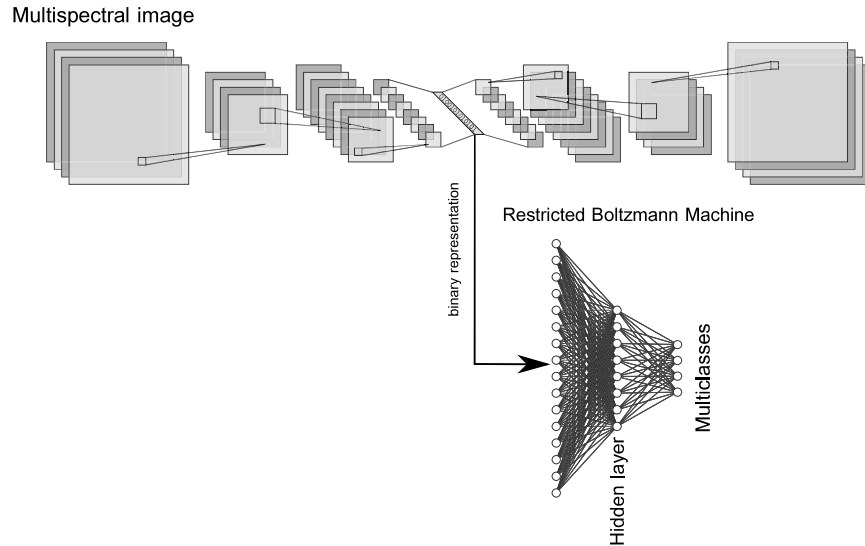 Multispectral image
binary representation
Restricted Boltzmann Machine
Hidden layer
Multiclasses